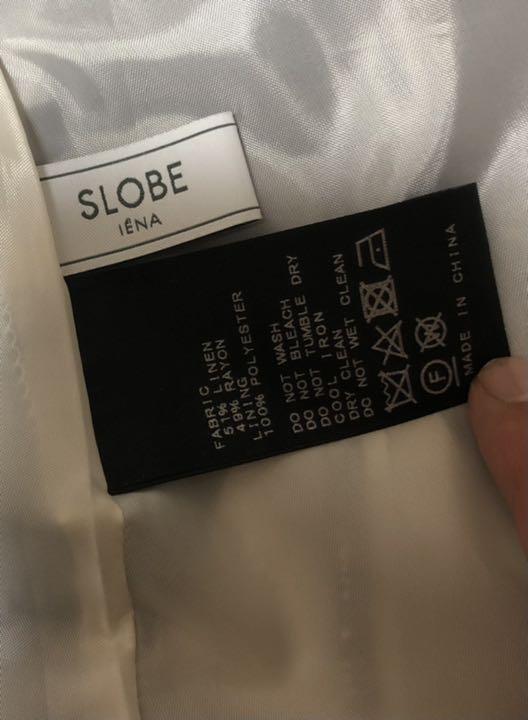 SLOBE
IÉNA
FABRIC
51% LINEN
49% RAYON
LINING
100% POLYESTER
DO NOT WASH
DO NOT BLEACH
DO NOT TUMBLE DRY
COOL IRON
DRY CLEAN
DO NOT WET CLEAN
F
MADE IN CHINA